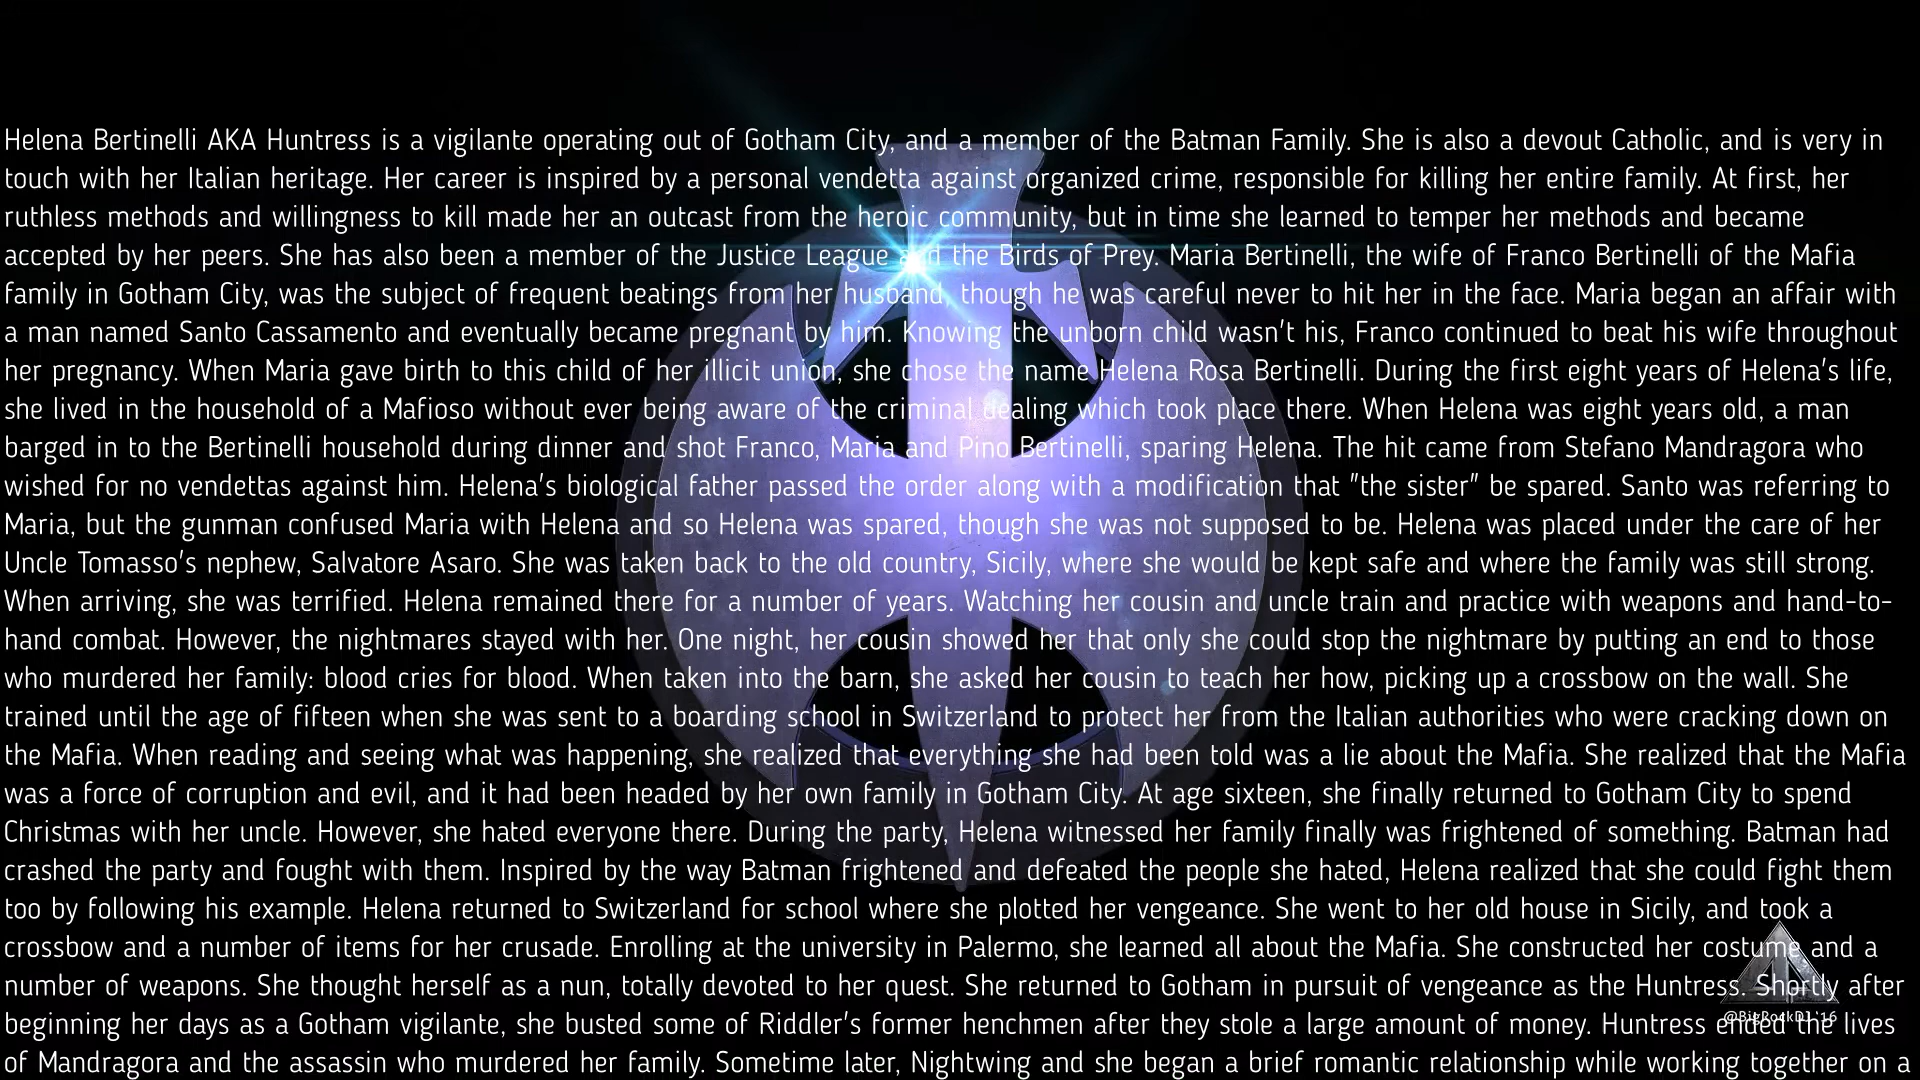 Helena Bertinelli AKA Huntress is a vigilante operating out of Gotham City, and a member of the Batman Family. She is also a devout Catholic, and is very in
touch with her Italian heritage. Her career is inspired by a personal vendetta against organized crime, responsible for killing her entire family. At first, her
ruthless methods and willingness to kill made her an outcast from the heroic community, but in time she learned to temper her methods and became
accepted by her peers. She has also been a member of the Justice League and the Birds of Prey. Maria Bertinelli, the wife of Franco Bertinelli of the Mafia
family in Gotham City, was the subject of frequent beatings from her husband, though he was careful never to hit her in the face. Maria began an affair with
a man named Santo Cassamento and eventually became pregnant by him. Knowing the unborn child wasn't his, Franco continued to beat his wife throughout
her pregnancy. When Maria gave birth to this child of her illicit union, she chose the name Helena Rosa Bertinelli. During the first eight years of Helena's life,
she lived in the household of a Mafioso without ever being aware of the criminal dealing which took place there. When Helena was eight years old, a man
barged in to the Bertinelli household during dinner and shot Franco, Maria and Pino Bertinelli, sparing Helena. The hit came from Stefano Mandragora who
wished for no vendettas against him. Helena's biological father passed the order along with a modification that "the sister" be spared. Santo was referring to
Maria, but the gunman confused Maria with Helena and so Helena was spared, though she was not supposed to be. Helena was placed under the care of her
Uncle Tomasso's nephew, Salvatore Asaro. She was taken back to the old country, Sicily, where she would be kept safe and where the family was still strong.
When arriving, she was terrified. Helena remained there for a number of years. Watching her cousin and uncle train and practice with weapons and hand-to-
hand combat. However, the nightmares stayed with her. One night, her cousin showed her that only she could stop the nightmare by putting an end to those
who murdered her family: blood cries for blood. When taken into the barn, she asked her cousin to teach her how, picking up a crossbow on the wall. She
trained until the age of fifteen when she was sent to a boarding school in Switzerland to protect her from the Italian authorities who were cracking down on
the Mafia. When reading and seeing what was happening, she realized that everything she had been told was a lie about the Mafia. She realized that the Mafia
was a force of corruption and evil, and it had been headed by her own family in Gotham City. At age sixteen, she finally returned to Gotham City to spend
Christmas with her uncle. However, she hated everyone there. During the party, Helena witnessed her family finally was frightened of something. Batman had
crashed the party and fought with them. Inspired by the way Batman frightened and defeated the people she hated, Helena realized that she could fight them
too by following his example. Helena returned to Switzerland for school where she plotted her vengeance. She went to her old house in Sicily, and took a
crossbow and a number of items for her crusade. Enrolling at the university in Palermo, she learned all about the Mafia. She constructed her costume and a
number of weapons. She thought herself as a nun, totally devoted to her quest. She returned to Gotham in pursuit of vengeance as the Huntress. Shortly after
beginning her days as a Gotham vigilante, she busted some of Riddler's former henchmen after they stole a large amount of money. Huntress ended the lives
of Mandragora and the assassin who murdered her family. Sometime later, Nightwing and she began a brief romantic relationship while working together on a
@BigRockDJ '16